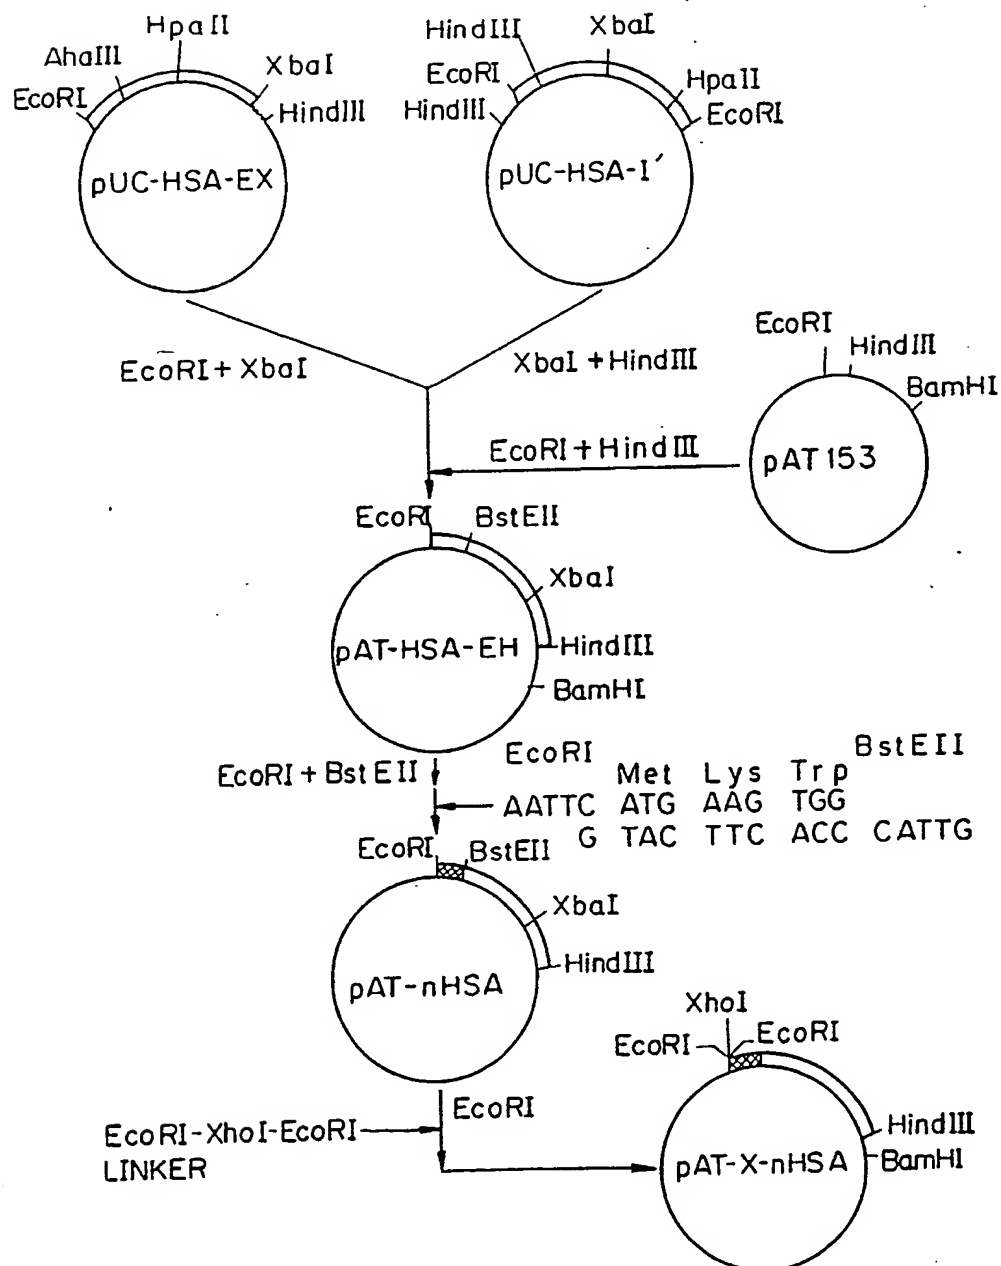 HpaII
AhaIII
XbaI
EcoRI
HindIII
pUC-HSA-EX
HindIII
XbaI
EcoRI
HpaII
HindIII
EcoRI
pUC-HSA-I′
EcoRI + XbaI
XbaI + HindIII
EcoRI
HindIII
BamHI
pAT153
EcoRI + HindIII
EcoRI
BstEII
XbaI
HindIII
BamHI
pAT-HSA-EH
EcoRI + BstEII
EcoRI
BstEII
Met Lys Trp
AATTC ATG AAG TGG
G TAC TTC ACC CATTG
EcoRI
BstEII
XbaI
HindIII
pAT-nHSA
EcoRI
EcoRI-XhoI-EcoRI
LINKER
XhoI
EcoRI
EcoRI
HindIII
BamHI
pAT-X-nHSA